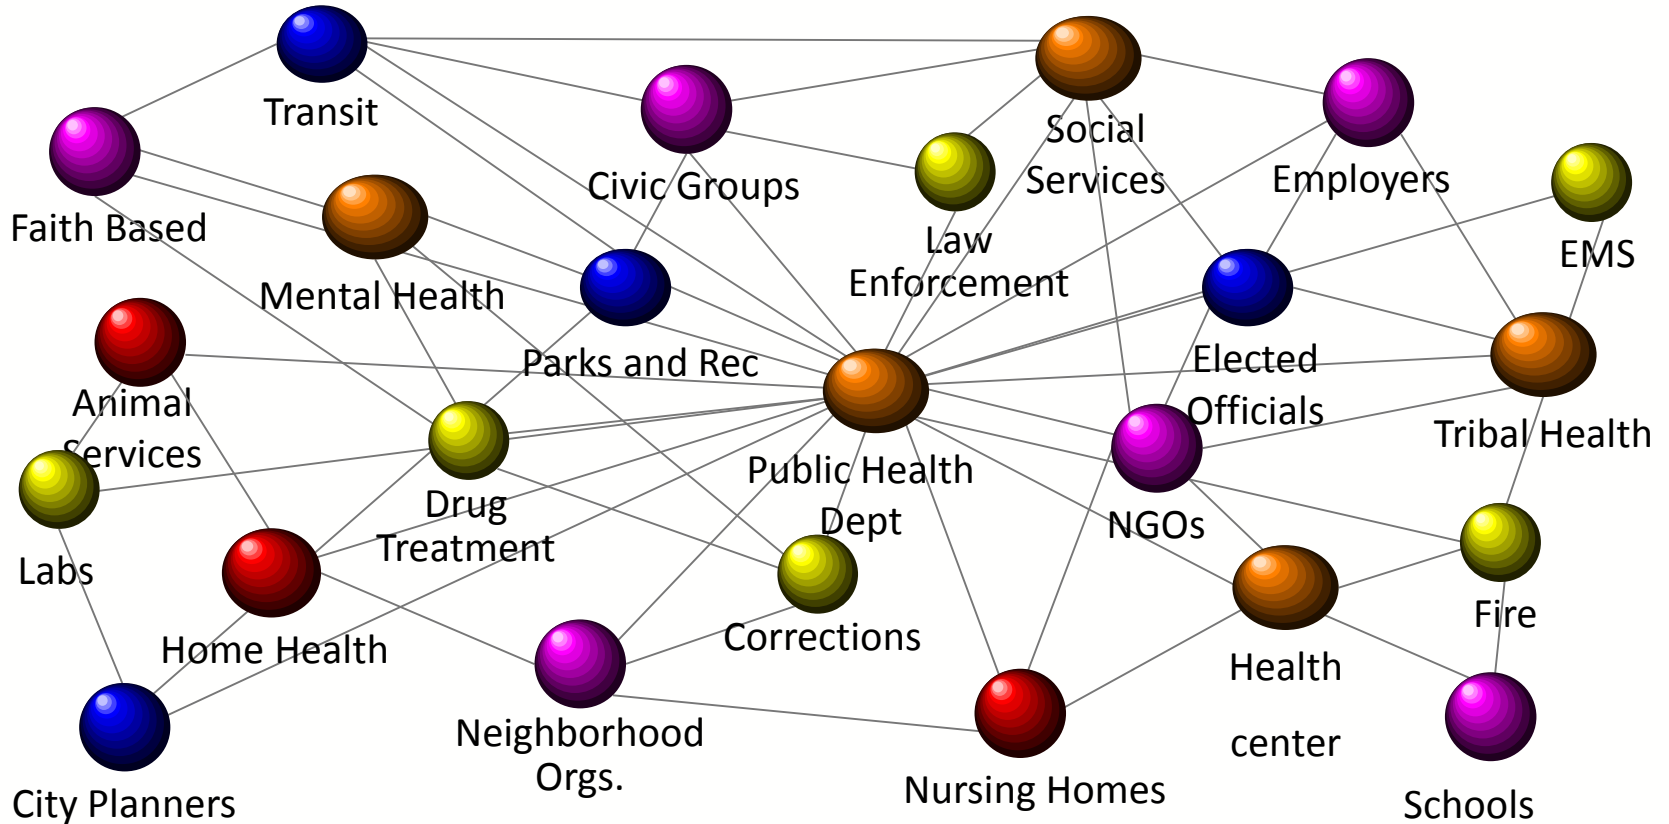 Transit
Social
Services
Civic Groups
Employers
Faith Based
Law
Enforcement
EMS
Mental Health
Parks and Rec
Elected
Officials
Animal
Services
Tribal Health
Public Health
Dept
Drug
Treatment
NGOs
Labs
Fire
Home Health
Corrections
Health
center
Neighborhood
Orgs.
Nursing Homes
City Planners
Schools